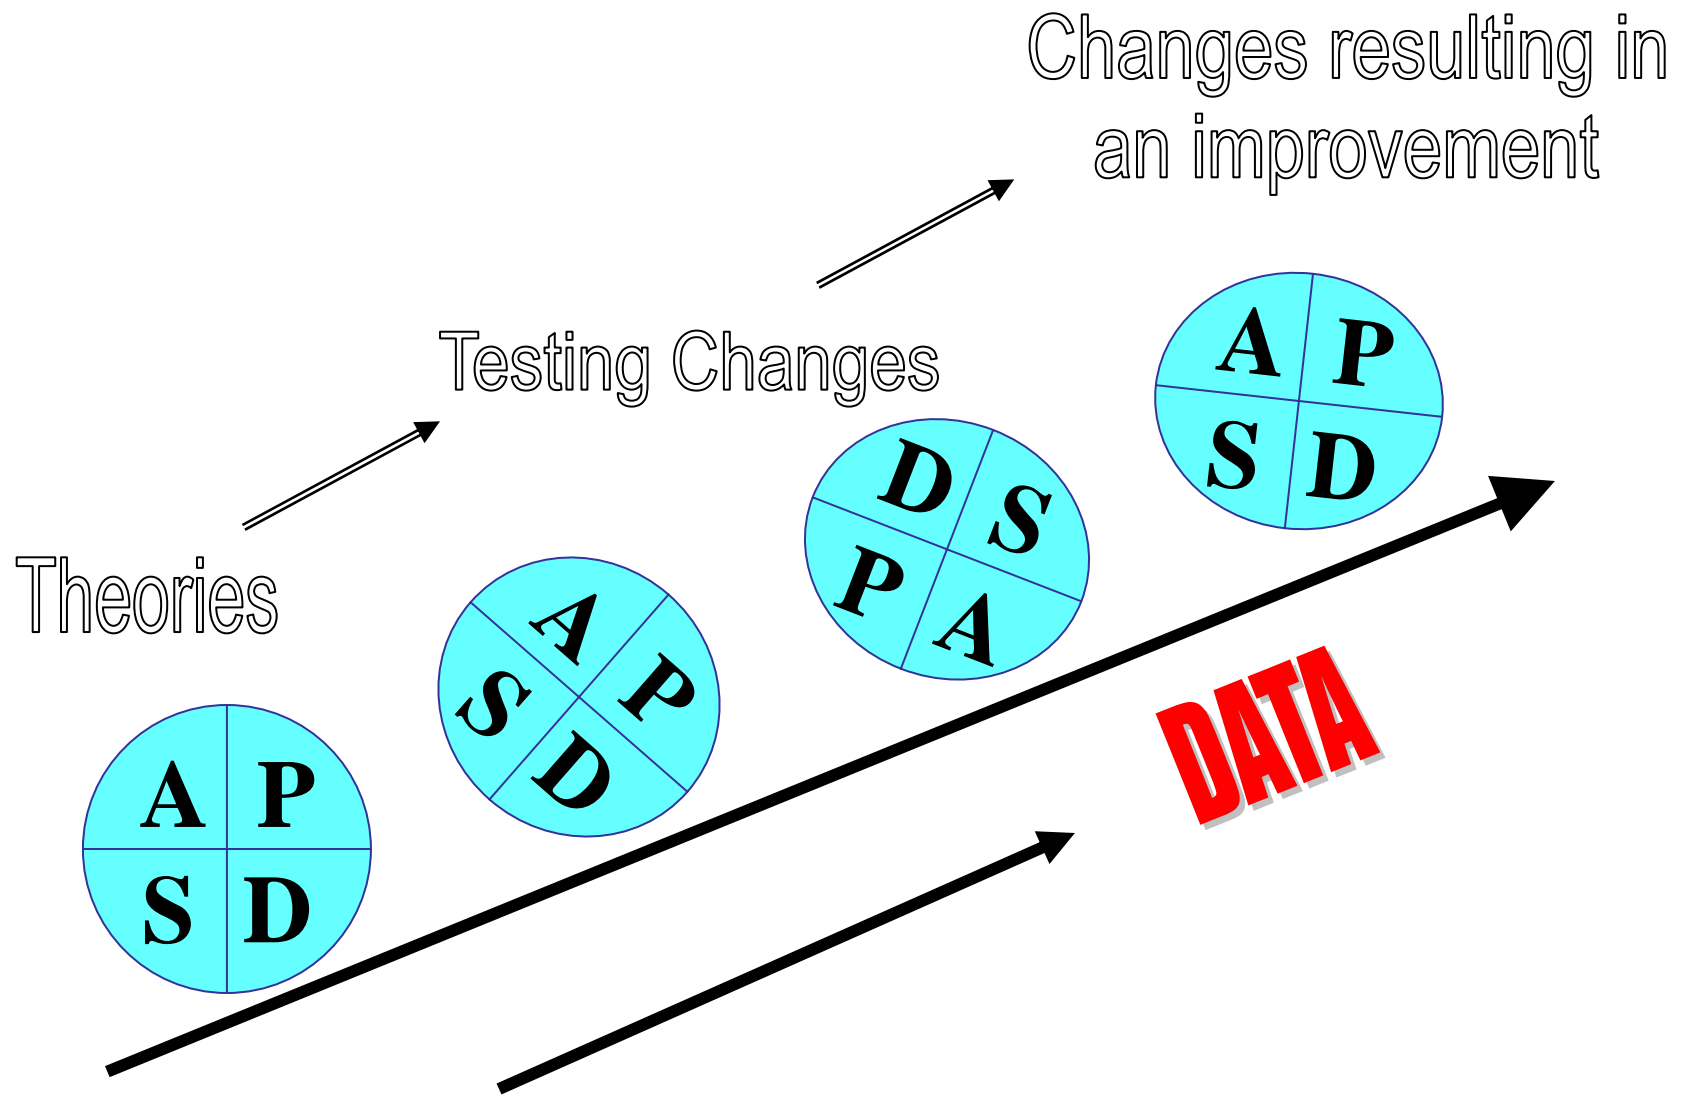 Changes resulting in
an improvement
Testing Changes
Theories
A P
S D
A P
S D
D S
P A
A P
S D
DATA